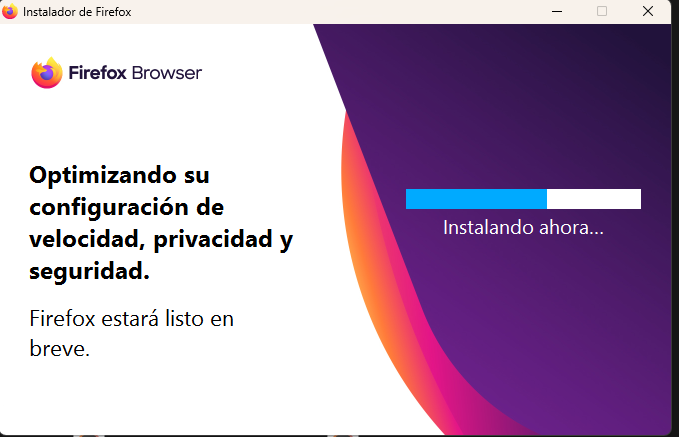 Instalador de Firefox
Firefox Browser
Optimizando su
configuración de
velocidad, privacidad y
seguridad.
Firefox estará listo en
breve.
Instalando ahora...